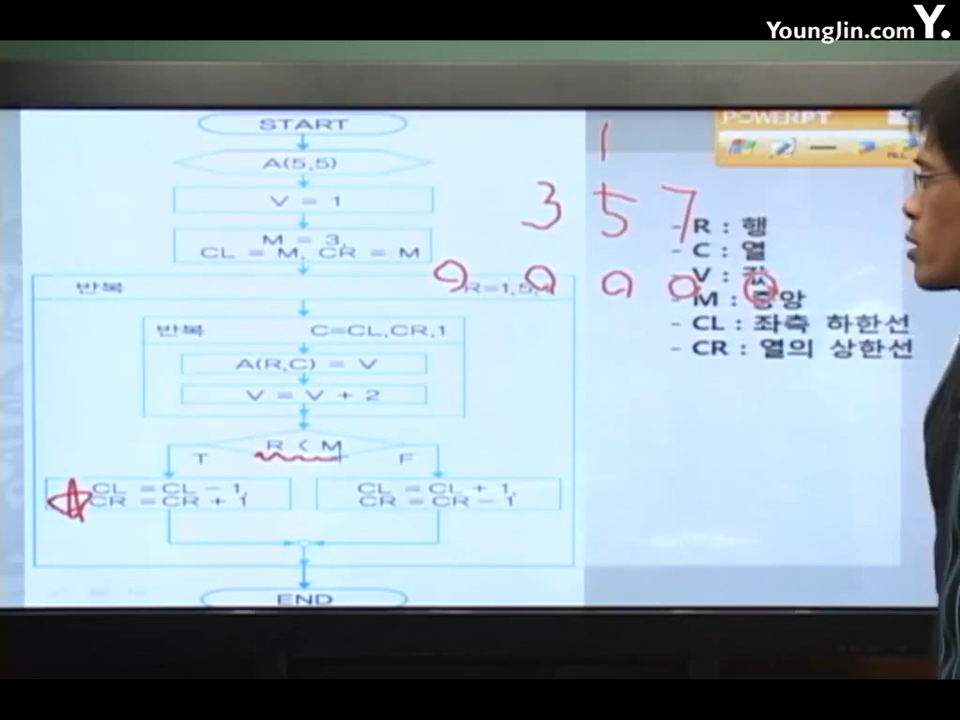 YoungJin.com Y.
POWERPT
START
A(5,5)
V = 1
M = 3,
CL = M, CR = M
반복 R=1,5,
반복 C=CL,CR,1
A(R,C) = V
V = V + 2
R < M
T F
CL = CL - 1,
CR = CR + 1
CL = CL + 1,
CR = CR - 1
END
1
3 5 7
- R : 행
- C : 열
- V : 값
- M : 중앙
- CL : 좌측 하한선
- CR : 열의 상한선